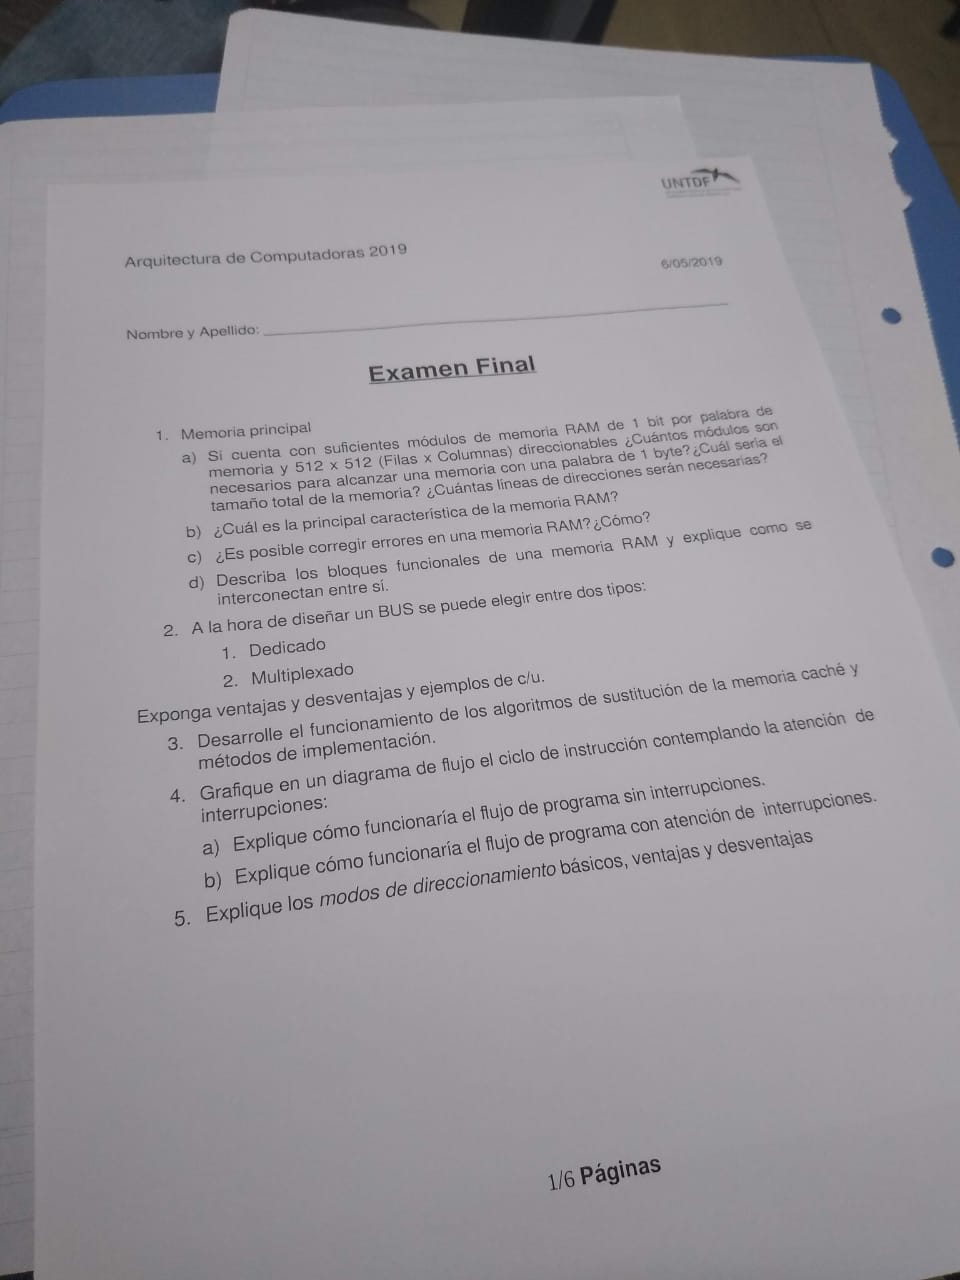 UNTDF
Arquitectura de Computadoras 2019
6/05/2019
Nombre y Apellido:
Examen Final
1. Memoria principal
a) Si cuenta con suficientes módulos de memoria RAM de 1 bit por palabra de
memoria y 512 x 512 (Filas x Columnas) direccionables ¿Cuántos módulos son
necesarios para alcanzar una memoria con una palabra de 1 byte? ¿Cuál sería el
tamaño total de la memoria? ¿Cuántas líneas de direcciones serán necesarias?
b) ¿Cuál es la principal característica de la memoria RAM?
c) ¿Es posible corregir errores en una memoria RAM? ¿Cómo?
d) Describa los bloques funcionales de una memoria RAM y explique como se
interconectan entre sí.
2. A la hora de diseñar un BUS se puede elegir entre dos tipos:
1. Dedicado
2. Multiplexado
Exponga ventajas y desventajas y ejemplos de c/u.
3. Desarrolle el funcionamiento de los algoritmos de sustitución de la memoria caché y
métodos de implementación.
4. Grafique en un diagrama de flujo el ciclo de instrucción contemplando la atención de
interrupciones:
a) Explique cómo funcionaría el flujo de programa sin interrupciones.
b) Explique cómo funcionaría el flujo de programa con atención de interrupciones.
5. Explique los modos de direccionamiento básicos, ventajas y desventajas
1/6 Páginas